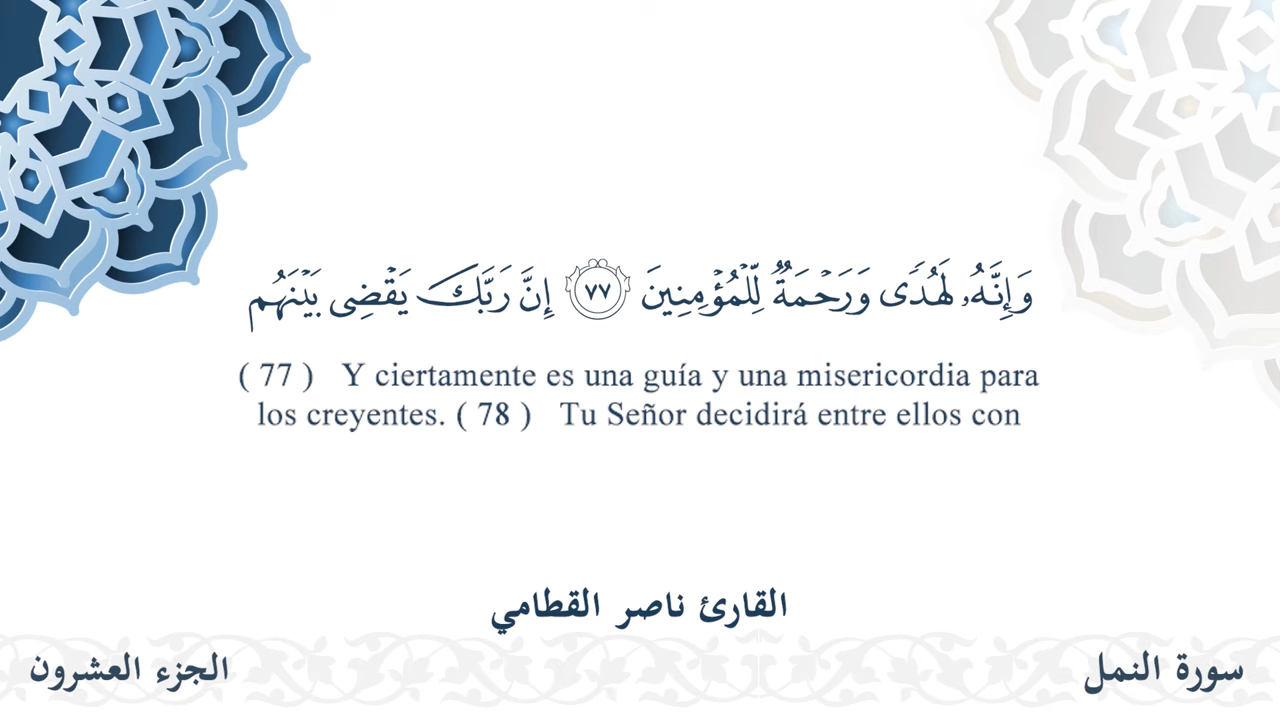 وَإِنَّهُۥ لَهُدًى وَرَحْمَةٌ لِّلْمُؤْمِنِينَ ٧٧ إِنَّ رَبَّكَ يَقْضِى بَيْنَهُم
( 77 ) Y ciertamente es una guía y una misericordia para
los creyentes. ( 78 ) Tu Señor decidirá entre ellos con
القارئ ناصر القطامي
سورة النمل
الجزء العشرون